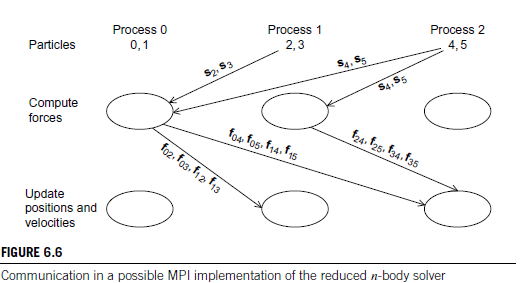 Process 0 Process 1 Process 2
Particles 0, 1 2, 3 4, 5
s2, s3
s4, s5
s4, s5
Compute
forces
f02, f03, f12, f13
f04, f05, f14, f15
f24, f25, f34, f35
Update
positions and
velocities
FIGURE 6.6
Communication in a possible MPI implementation of the reduced n-body solver